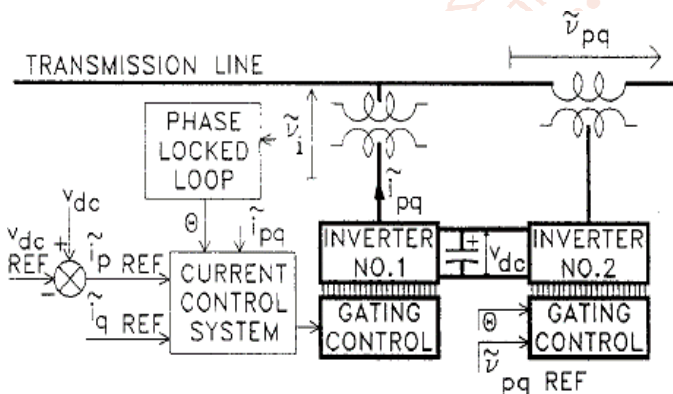 ṽpq
TRANSMISSION LINE
PHASE
LOCKED
LOOP
ṽi
ĩpq
Θ
ĩpq
vdc
vdc
REF
+
−
ĩp REF
ĩq REF
CURRENT
CONTROL
SYSTEM
INVERTER
NO.1
+
vdc
INVERTER
NO.2
GATING
CONTROL
Θ
ṽ
pq REF
GATING
CONTROL